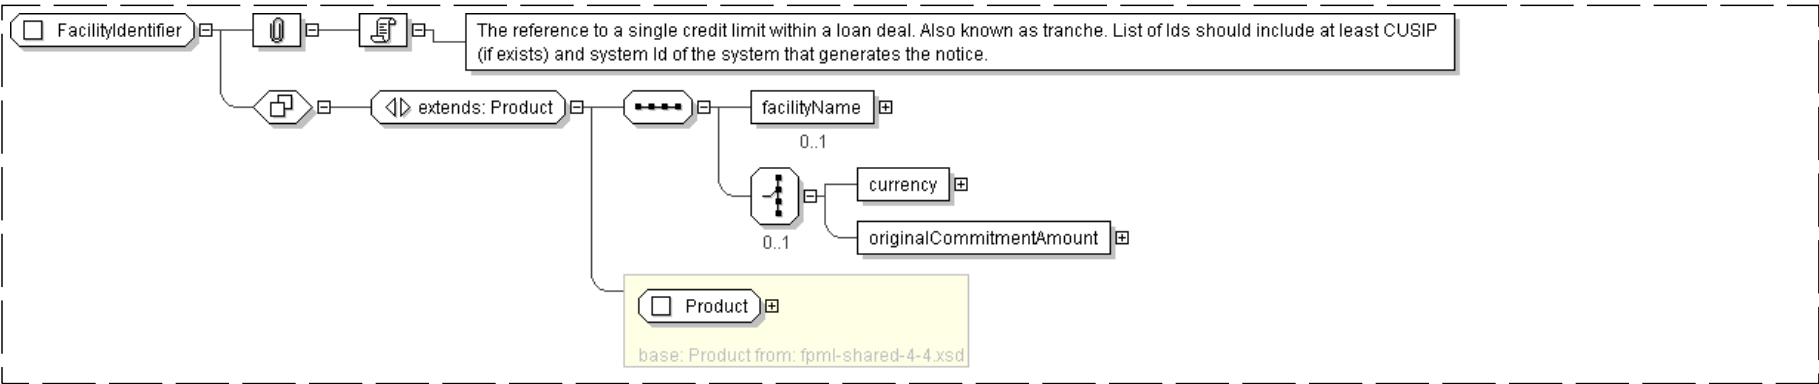 FacilityIdentifier
The reference to a single credit limit within a loan deal. Also known as tranche. List of Ids should include at least CUSIP
(if exists) and system Id of the system that generates the notice.
extends: Product
facilityName
0..1
currency
0..1
originalCommitmentAmount
Product
base: Product from: fpml-shared-4-4.xsd